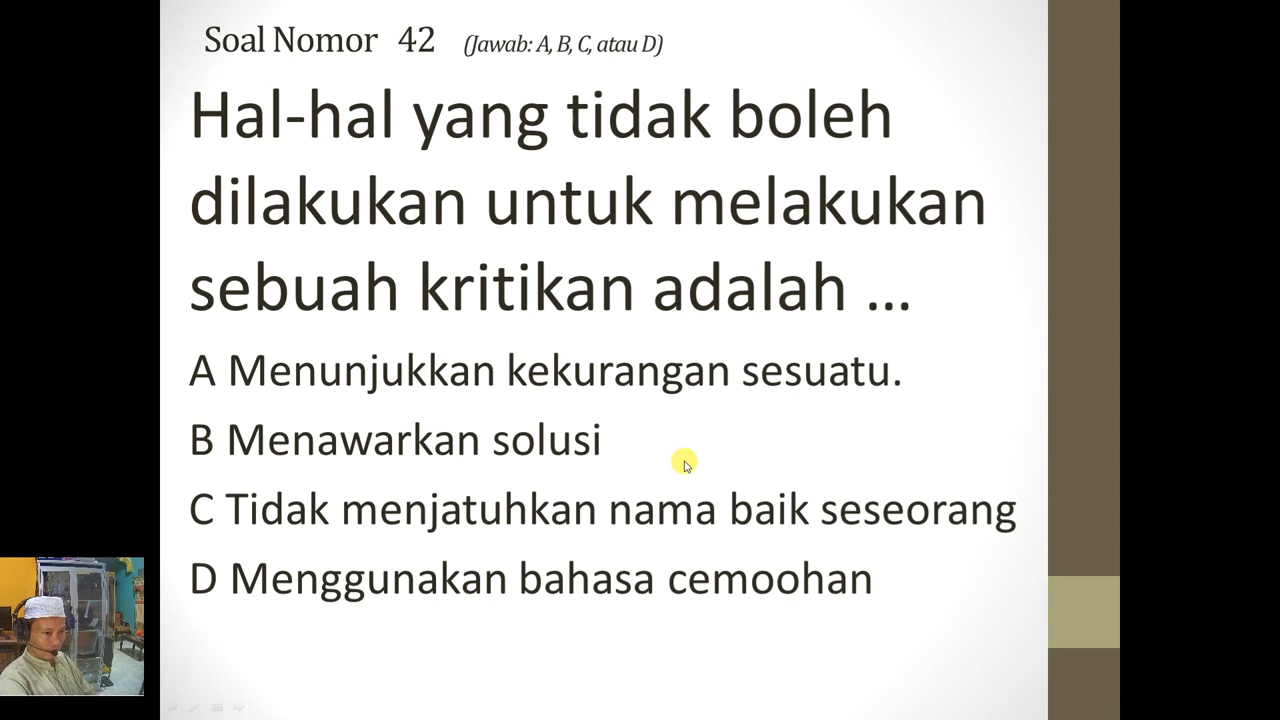 Soal Nomor 42 (Jawab: A, B, C, atau D)
Hal-hal yang tidak boleh
dilakukan untuk melakukan
sebuah kritikan adalah ...
A Menunjukkan kekurangan sesuatu.
B Menawarkan solusi
C Tidak menjatuhkan nama baik seseorang
D Menggunakan bahasa cemoohan